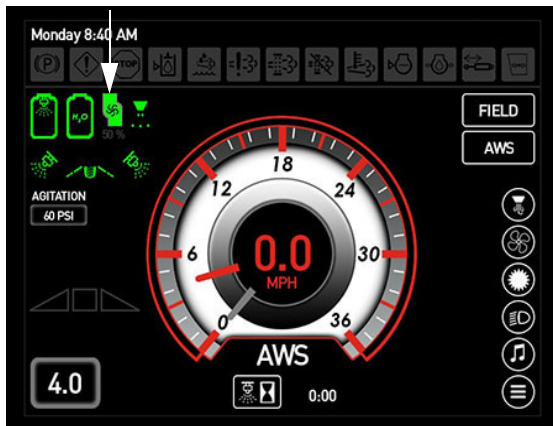 Monday 8:40 AM
(P) STOP
H₂O
50 %
FIELD
AWS
AGITATION
60 PSI
18
12 24
6 30
0 36
0.0
MPH
AWS
4.0
0:00